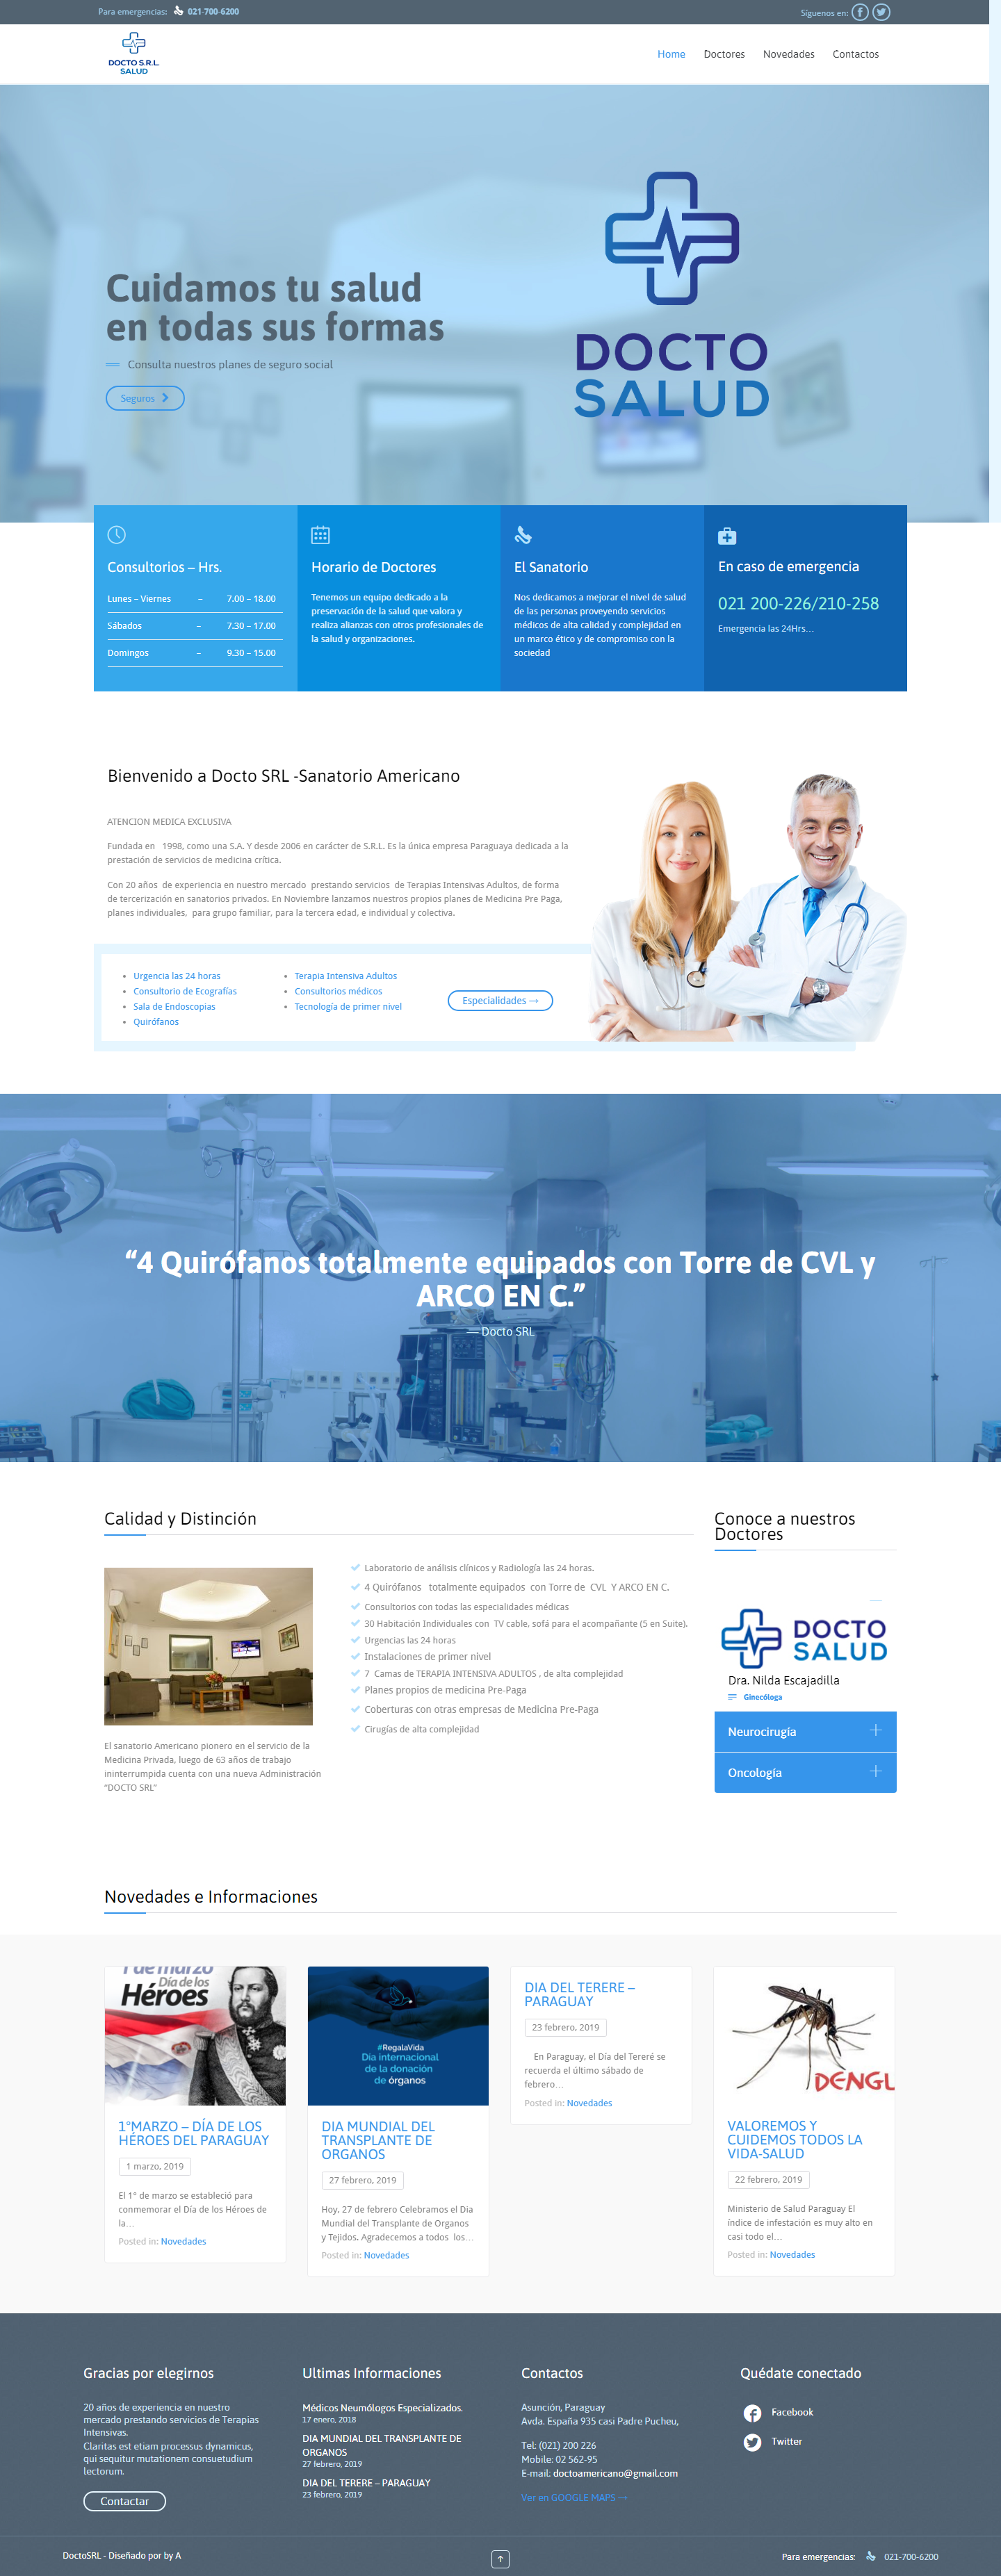 Para emergencias: 021-700-6200
Síguenos en:
DOCTO S.R.L.
SALUD
Home Doctores Novedades Contactos
Cuidamos tu salud
en todas sus formas
Consulta nuestros planes de seguro social
Seguros
DOCTO
SALUD
Consultorios – Hrs.
Lunes – Viernes – 7.00 – 18.00
Sábados – 7.30 – 17.00
Domingos – 9.30 – 15.00
Horario de Doctores
Tenemos un equipo dedicado a la
preservación de la salud que valora y
realiza alianzas con otros profesionales de
la salud y organizaciones.
El Sanatorio
Nos dedicamos a mejorar el nivel de salud
de las personas proveyendo servicios
médicos de alta calidad y complejidad en
un marco ético y de compromiso con la
sociedad
En caso de emergencia
021 200-226/210-258
Emergencia las 24Hrs…
Bienvenido a Docto SRL -Sanatorio Americano
ATENCION MEDICA EXCLUSIVA
Fundada en 1998, como una S.A. Y desde 2006 en carácter de S.R.L. Es la única empresa Paraguaya dedicada a la
prestación de servicios de medicina crítica.
Con 20 años de experiencia en nuestro mercado prestando servicios de Terapias Intensivas Adultos, de forma
de tercerización en sanatorios privados. En Noviembre lanzamos nuestros propios planes de Medicina Pre Paga,
planes individuales, para grupo familiar, para la tercera edad, e individual y colectiva.
Urgencia las 24 horas
Consultorio de Ecografías
Sala de Endoscopias
Quirófanos
Terapia Intensiva Adultos
Consultorios médicos
Tecnología de primer nivel
Especialidades →
“4 Quirófanos totalmente equipados con Torre de CVL y
ARCO EN C.”
— Docto SRL
Calidad y Distinción
El sanatorio Americano pionero en el servicio de la
Medicina Privada, luego de 63 años de trabajo
ininterrumpida cuenta con una nueva Administración
“DOCTO SRL”
Laboratorio de análisis clínicos y Radiología las 24 horas.
4 Quirófanos totalmente equipados con Torre de CVL Y ARCO EN C.
Consultorios con todas las especialidades médicas
30 Habitación Individuales con TV cable, sofá para el acompañante (5 en Suite).
Urgencias las 24 horas
Instalaciones de primer nivel
7 Camas de TERAPIA INTENSIVA ADULTOS , de alta complejidad
Planes propios de medicina Pre-Paga
Coberturas con otras empresas de Medicina Pre-Paga
Cirugías de alta complejidad
Conoce a nuestros
Doctores
DOCTO
SALUD
Dra. Nilda Escajadilla
Ginecóloga
Neurocirugía
Oncología
Novedades e Informaciones
1 de marzo
Día de los
Héroes
1°MARZO – DÍA DE LOS
HÉROES DEL PARAGUAY
1 marzo, 2019
El 1° de marzo se estableció para
conmemorar el Día de los Héroes de
la…
Posted in: Novedades
#RegalaVida
Día internacional
de la donación
de órganos
DIA MUNDIAL DEL
TRANSPLANTE DE
ORGANOS
27 febrero, 2019
Hoy, 27 de febrero Celebramos el Dia
Mundial del Transplante de Organos
y Tejidos. Agradecemos a todos los…
Posted in: Novedades
DIA DEL TERERE –
PARAGUAY
23 febrero, 2019
En Paraguay, el Día del Tereré se
recuerda el último sábado de
febrero…
Posted in: Novedades
DENGU
VALOREMOS Y
CUIDEMOS TODOS LA
VIDA-SALUD
22 febrero, 2019
Ministerio de Salud Paraguay El
índice de infestación es muy alto en
casi todo el…
Posted in: Novedades
Gracias por elegirnos
20 años de experiencia en nuestro
mercado prestando servicios de Terapias
Intensivas.
Claritas est etiam processus dynamicus,
qui sequitur mutationem consuetudium
lectorum.
Contactar
Ultimas Informaciones
Médicos Neumólogos Especializados.
17 enero, 2018
DIA MUNDIAL DEL TRANSPLANTE DE
ORGANOS
27 febrero, 2019
DIA DEL TERERE – PARAGUAY
23 febrero, 2019
Contactos
Asunción, Paraguay
Avda. España 935 casi Padre Pucheu,
Tel: (021) 200 226
Mobile: 02 562-95
E-mail: doctoamericano@gmail.com
Ver en GOOGLE MAPS →
Quédate conectado
Facebook
Twitter
DoctoSRL - Diseñado por by A
Para emergencias: 021-700-6200